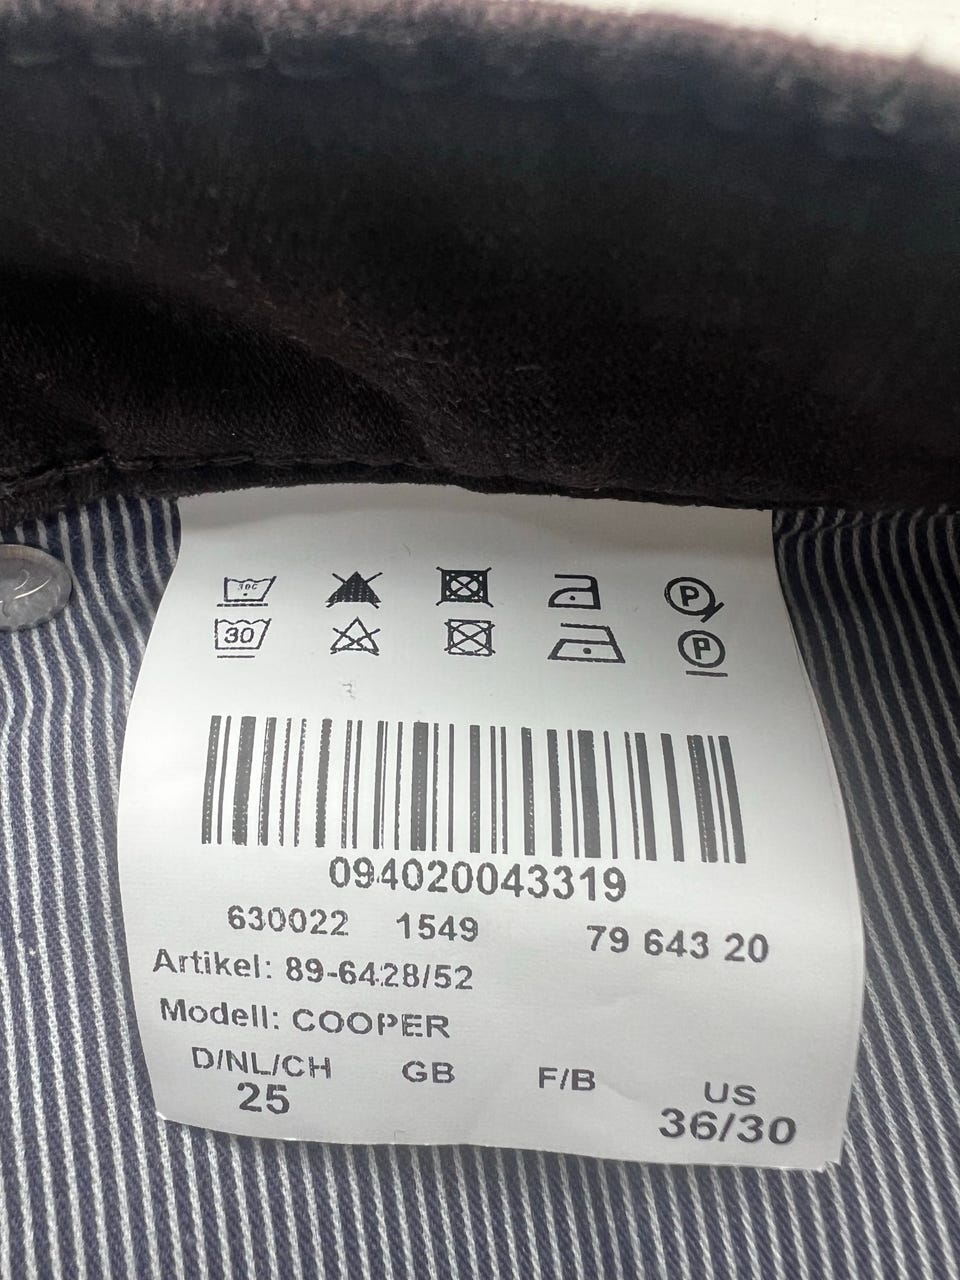 30C
P
30
P
094020043319
630022 1549 79 643 20
Artikel: 89-6428/52
Modell: COOPER
D/NL/CH GB F/B US
25 36/30